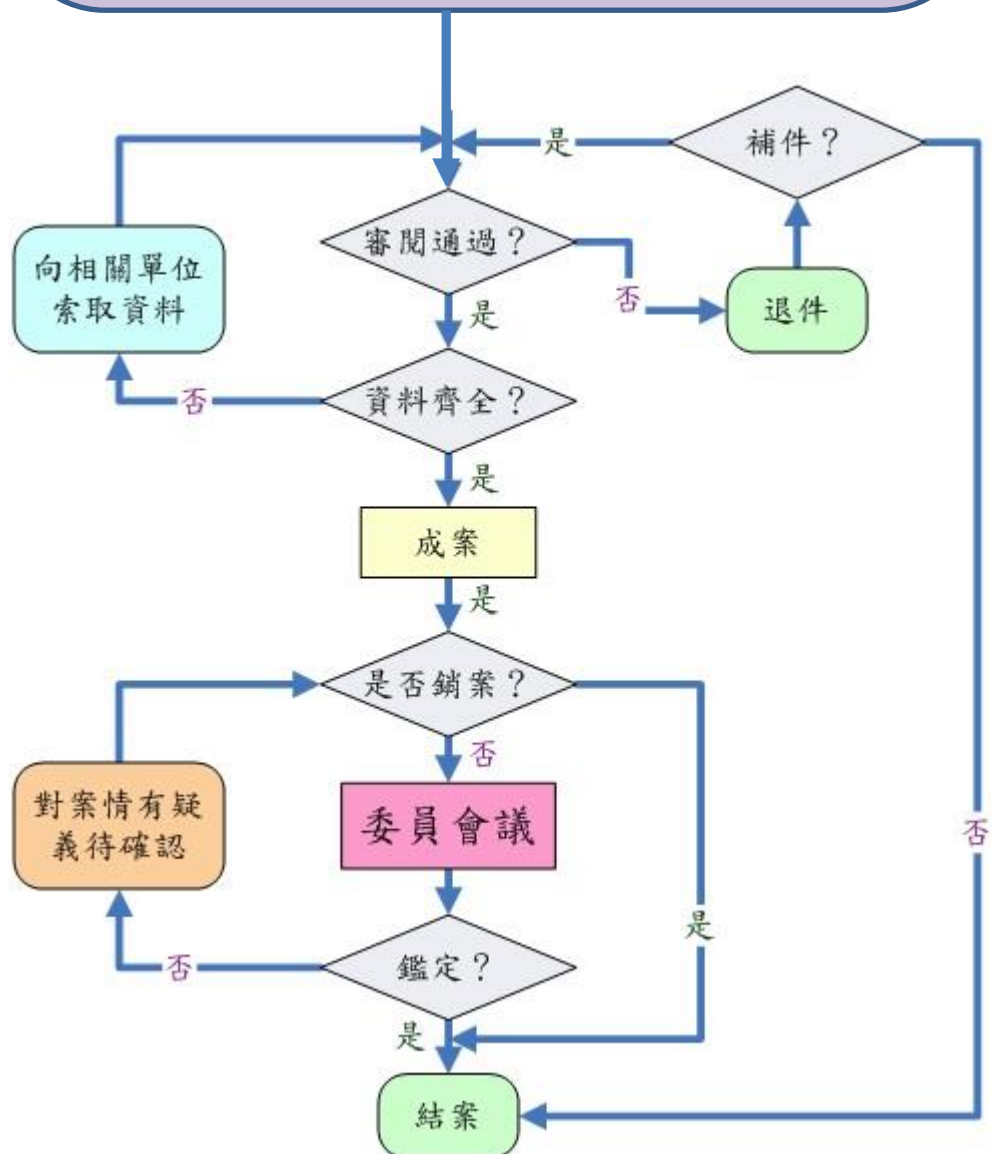 是
補件？
審閱通過？
向相關單位
索取資料
否
退件
是
否
資料齊全？
是
成案
是
是否銷案？
否
對案情有疑
義待確認
委員會議
否
是
否
鑑定？
是
結案